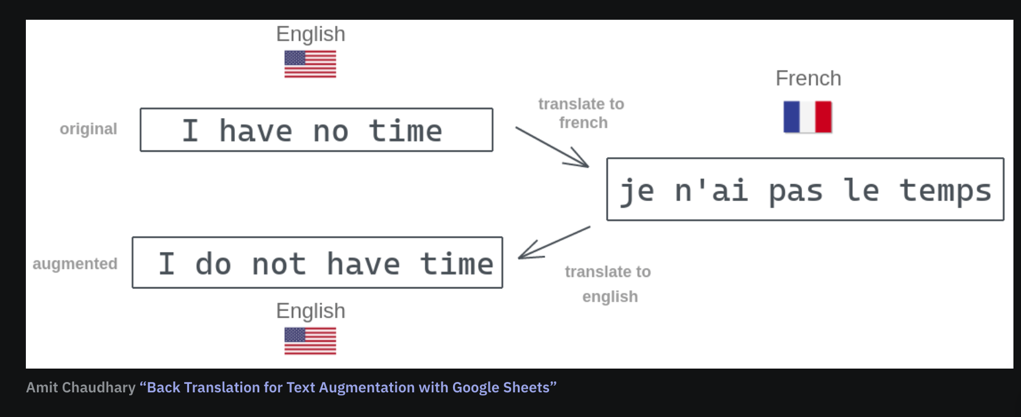 English
French
original
I have no time
translate to
french
je n'ai pas le temps
augmented
I do not have time
translate to
english
English
Amit Chaudhary “Back Translation for Text Augmentation with Google Sheets”